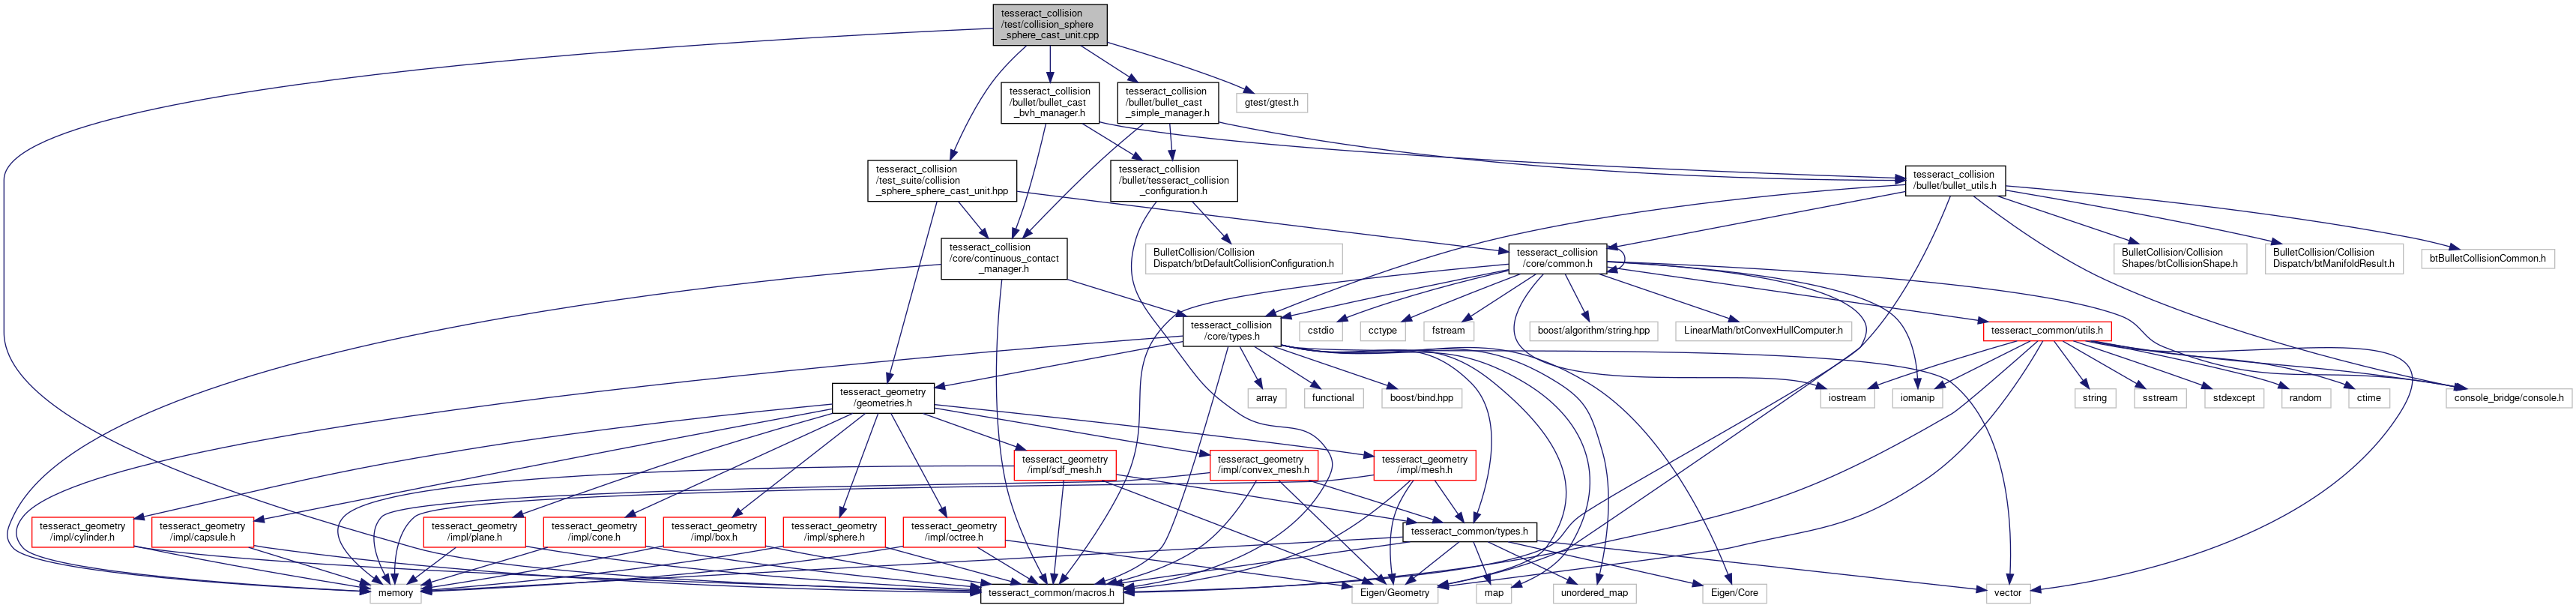 tesseract_collision
/test/collision_sphere
_sphere_cast_unit.cpp
tesseract_collision
/bullet/bullet_cast
_bvh_manager.h
tesseract_collision
/bullet/bullet_cast
_simple_manager.h
gtest/gtest.h
tesseract_collision
/test_suite/collision
_sphere_sphere_cast_unit.hpp
tesseract_collision
/bullet/tesseract_collision
_configuration.h
tesseract_collision
/bullet/bullet_utils.h
tesseract_collision
/core/continuous_contact
_manager.h
BulletCollision/Collision
Dispatch/btDefaultCollisionConfiguration.h
tesseract_collision
/core/common.h
BulletCollision/Collision
Shapes/btCollisionShape.h
BulletCollision/Collision
Dispatch/btManifoldResult.h
btBulletCollisionCommon.h
tesseract_collision
/core/types.h
cstdio
cctype
fstream
boost/algorithm/string.hpp
LinearMath/btConvexHullComputer.h
tesseract_common/utils.h
tesseract_geometry
/geometries.h
array
functional
boost/bind.hpp
iostream
iomanip
string
sstream
stdexcept
random
ctime
console_bridge/console.h
tesseract_geometry
/impl/sdf_mesh.h
tesseract_geometry
/impl/convex_mesh.h
tesseract_geometry
/impl/mesh.h
tesseract_geometry
/impl/cylinder.h
tesseract_geometry
/impl/capsule.h
tesseract_geometry
/impl/plane.h
tesseract_geometry
/impl/cone.h
tesseract_geometry
/impl/box.h
tesseract_geometry
/impl/sphere.h
tesseract_geometry
/impl/octree.h
tesseract_common/types.h
memory
tesseract_common/macros.h
Eigen/Geometry
map
unordered_map
Eigen/Core
vector